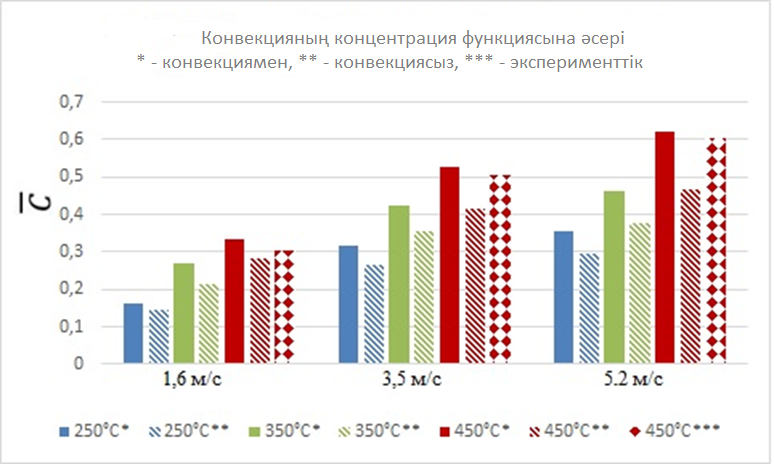 Конвекцияның концентрация функциясына әсері
* - конвекциямен, ** - конвекциясыз, *** - эксперименттік
0,7
0,6
0,5
0,4
0,3
0,2
0,1
0
C̅
1,6 м/с 3,5 м/с 5.2 м/с
250°C* 250°C** 350°C* 350°C** 450°C* 450°C** 450°C***